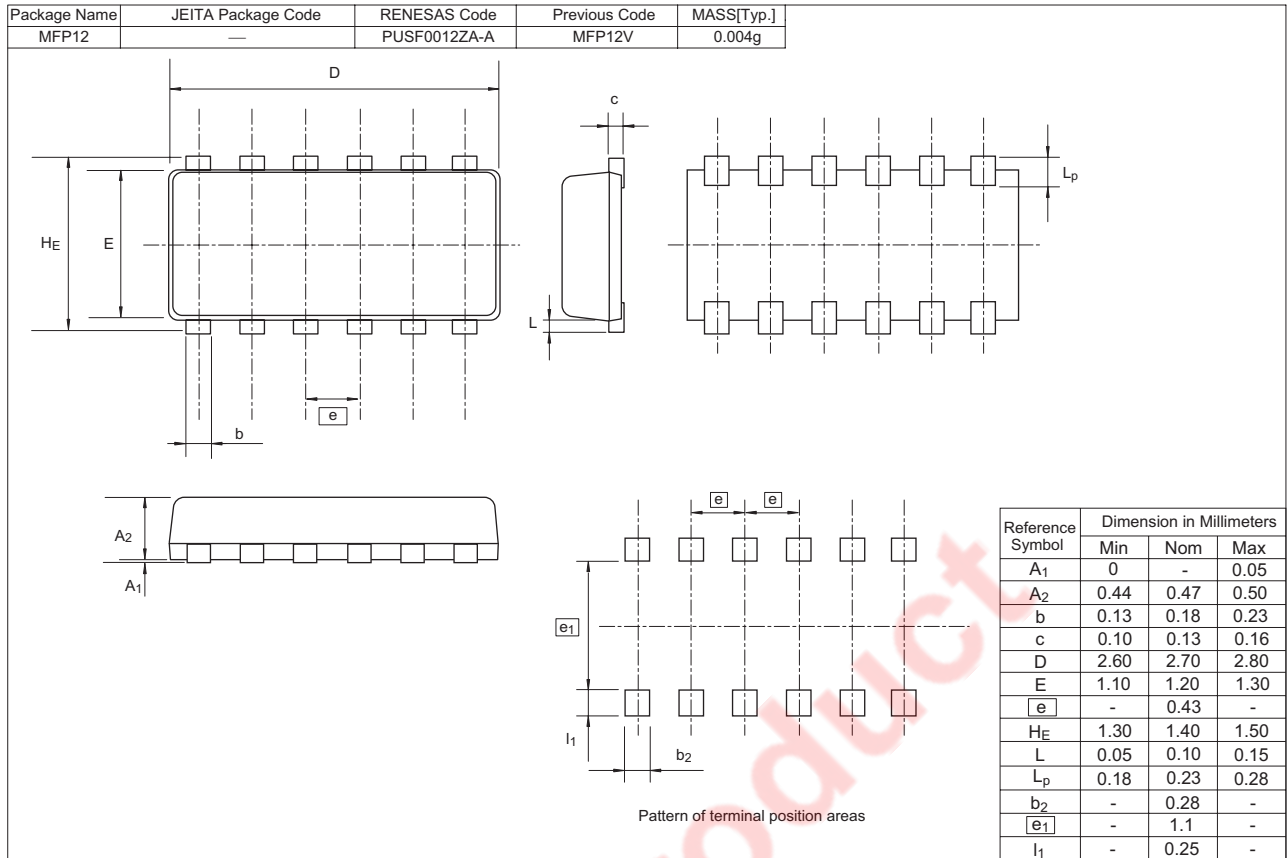 Package Name JEITA Package Code RENESAS Code Previous Code MASS[Typ.]
MFP12 — PUSF0012ZA-A MFP12V 0.004g
D
c
Lp
HE
E
L
e
b
A2
A1
e e
e1
l1
b2
Pattern of terminal position areas
Reference Symbol Dimension in Millimeters
Min Nom Max
A1 0 - 0.05
A2 0.44 0.47 0.50
b 0.13 0.18 0.23
c 0.10 0.13 0.16
D 2.60 2.70 2.80
E 1.10 1.20 1.30
e - 0.43 -
HE 1.30 1.40 1.50
L 0.05 0.10 0.15
Lp 0.18 0.23 0.28
b2 - 0.28 -
e1 - 1.1 -
l1 - 0.25 -
oduct